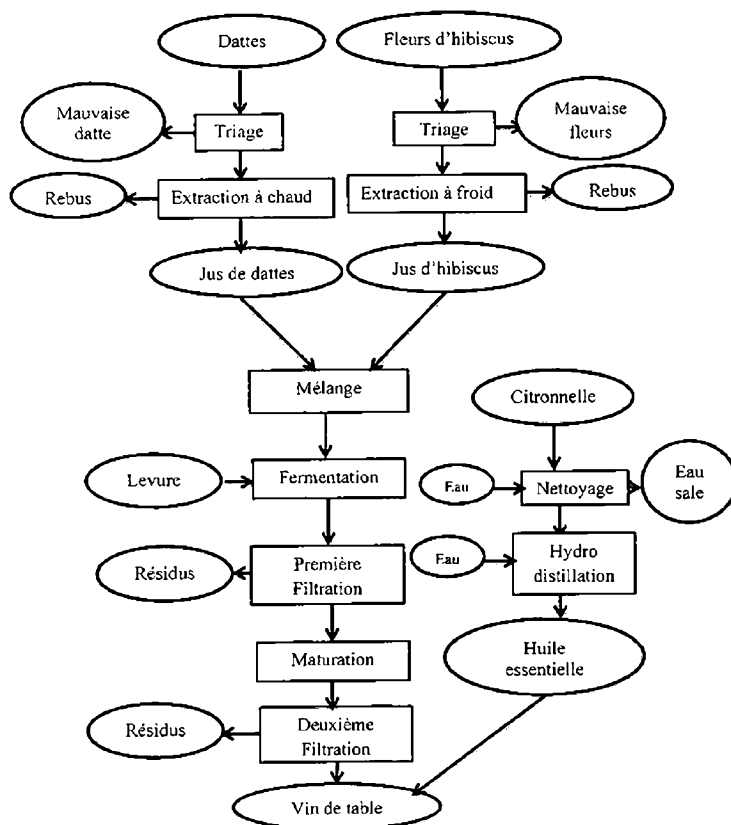 Dattes
Fleurs d'hibiscus
Mauvaise
datte
Triage
Triage
Mauvaise
fleurs
Rebus
Extraction à chaud
Extraction à froid
Rebus
Jus de dattes
Jus d'hibiscus
Mélange
Citronnelle
Levure
Fermentation
Eau
Nettoyage
Eau
sale
Résidus
Première
Filtration
Eau
Hydro
distillation
Maturation
Huile
essentielle
Résidus
Deuxième
Filtration
Vin de table